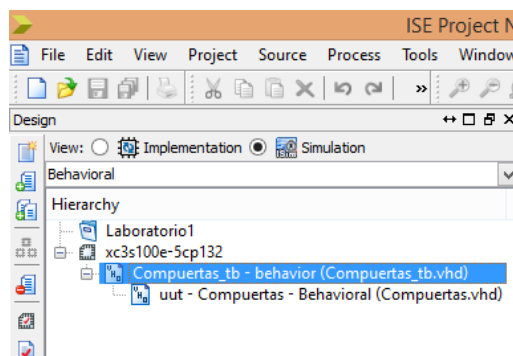 ISE Project N
File Edit View Project Source Process Tools Window
»
Design
View: Implementation Simulation
Behavioral
Hierarchy
Laboratorio1
xc3s100e-5cp132
Compuertas_tb - behavior (Compuertas_tb.vhd)
uut - Compuertas - Behavioral (Compuertas.vhd)